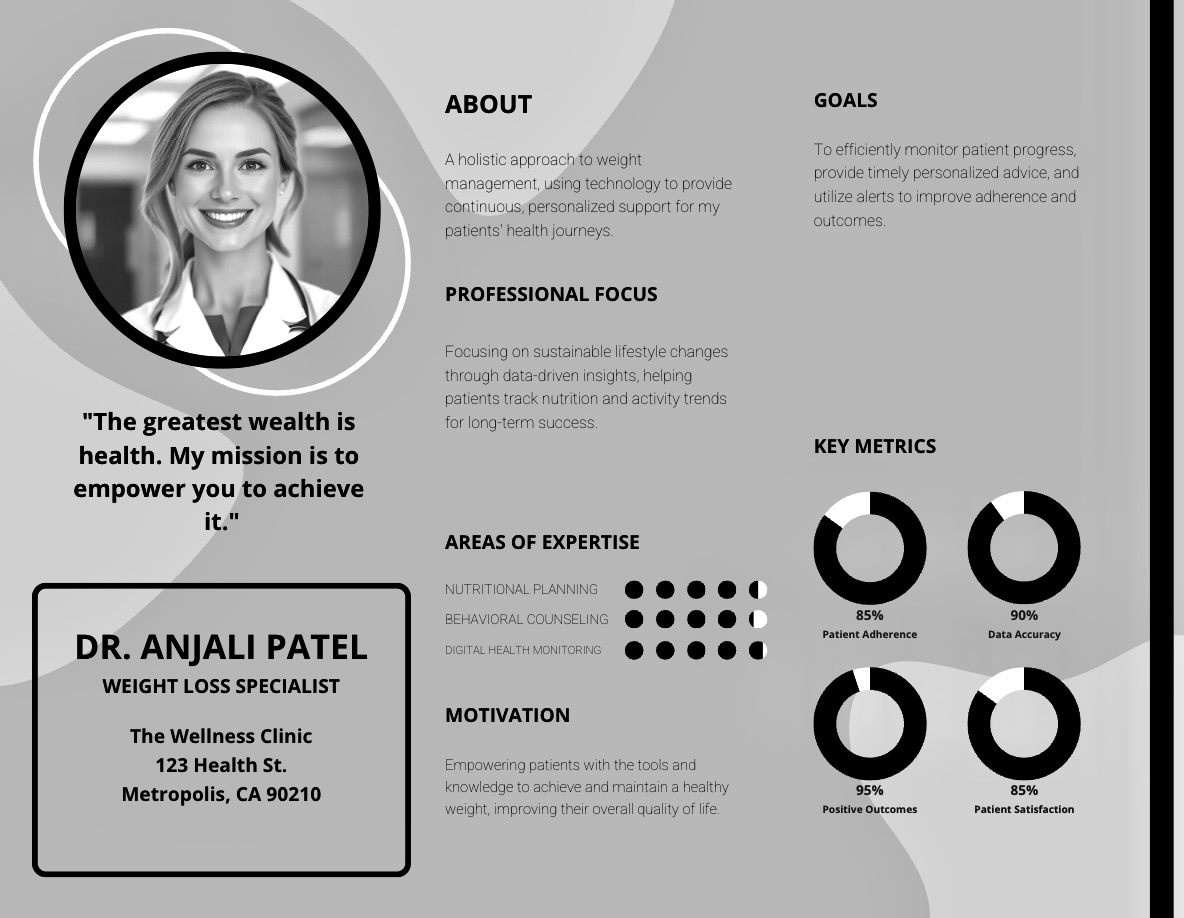 "The greatest wealth is
health. My mission is to
empower you to achieve
it."
DR. ANJALI PATEL
WEIGHT LOSS SPECIALIST
The Wellness Clinic
123 Health St.
Metropolis, CA 90210
ABOUT
A holistic approach to weight
management, using technology to provide
continuous, personalized support for my
patients' health journeys.
PROFESSIONAL FOCUS
Focusing on sustainable lifestyle changes
through data-driven insights, helping
patients track nutrition and activity trends
for long-term success.
AREAS OF EXPERTISE
NUTRITIONAL PLANNING
BEHAVIORAL COUNSELING
DIGITAL HEALTH MONITORING
MOTIVATION
Empowering patients with the tools and
knowledge to achieve and maintain a healthy
weight, improving their overall quality of life.
GOALS
To efficiently monitor patient progress,
provide timely personalized advice, and
utilize alerts to improve adherence and
outcomes.
KEY METRICS
85%
Patient Adherence
90%
Data Accuracy
95%
Positive Outcomes
85%
Patient Satisfaction